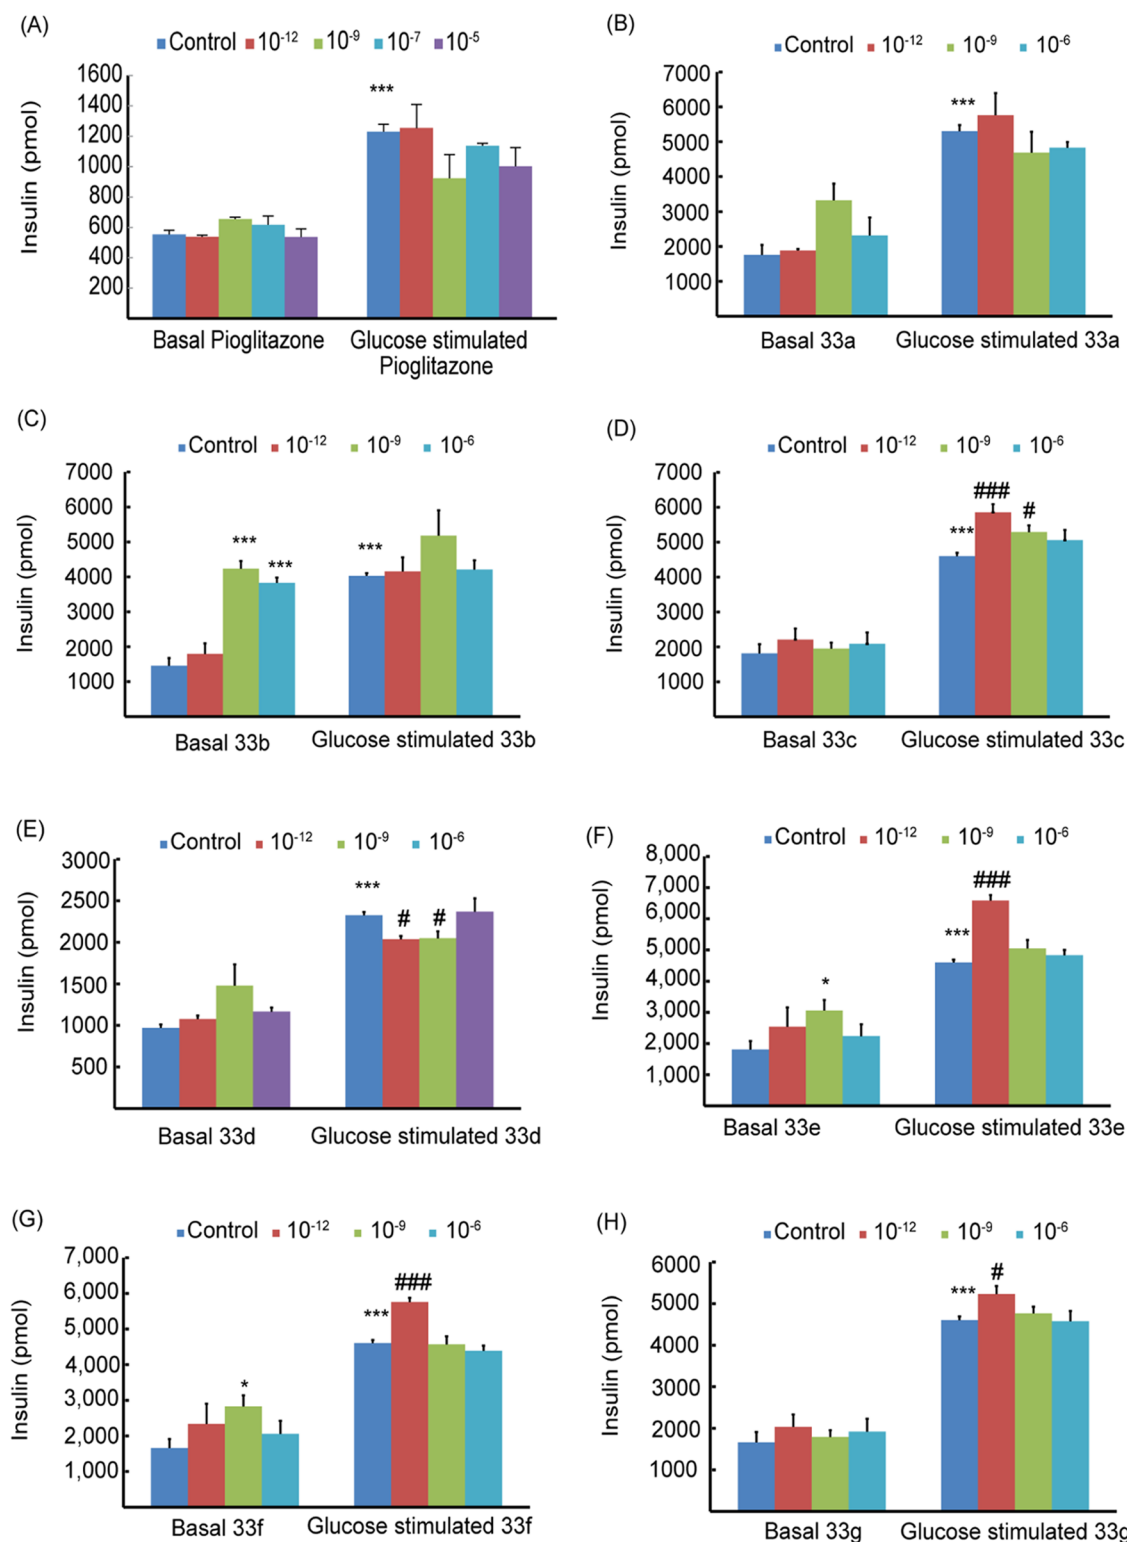 (A)
Control 10⁻¹² 10⁻⁹ 10⁻⁷ 10⁻⁵
Insulin (pmol)
1600
1400
1200
1000
800
600
400
200
***
Basal Pioglitazone
Glucose stimulated
Pioglitazone
(B)
Control 10⁻¹² 10⁻⁹ 10⁻⁶
Insulin (pmol)
7000
6000
5000
4000
3000
2000
1000
***
Basal 33a
Glucose stimulated 33a
(C)
Control 10⁻¹² 10⁻⁹ 10⁻⁶
Insulin (pmol)
7000
6000
5000
4000
3000
2000
1000
***
***
***
Basal 33b
Glucose stimulated 33b
(D)
Control 10⁻¹² 10⁻⁹ 10⁻⁶
Insulin (pmol)
7000
6000
5000
4000
3000
2000
1000
***
###
#
Basal 33c
Glucose stimulated 33c
(E)
Control 10⁻¹² 10⁻⁹ 10⁻⁶
Insulin (pmol)
3000
2500
2000
1500
1000
500
***
#
#
Basal 33d
Glucose stimulated 33d
(F)
Control 10⁻¹² 10⁻⁹ 10⁻⁶
Insulin (pmol)
8,000
7,000
6,000
5,000
4,000
3,000
2,000
1,000
*
***
###
Basal 33e
Glucose stimulated 33e
(G)
Control 10⁻¹² 10⁻⁹ 10⁻⁶
Insulin (pmol)
7,000
6,000
5,000
4,000
3,000
2,000
1,000
*
***
###
Basal 33f
Glucose stimulated 33f
(H)
Control 10⁻¹² 10⁻⁹ 10⁻⁶
Insulin (pmol)
6000
5000
4000
3000
2000
1000
***
#
Basal 33g
Glucose stimulated 33g